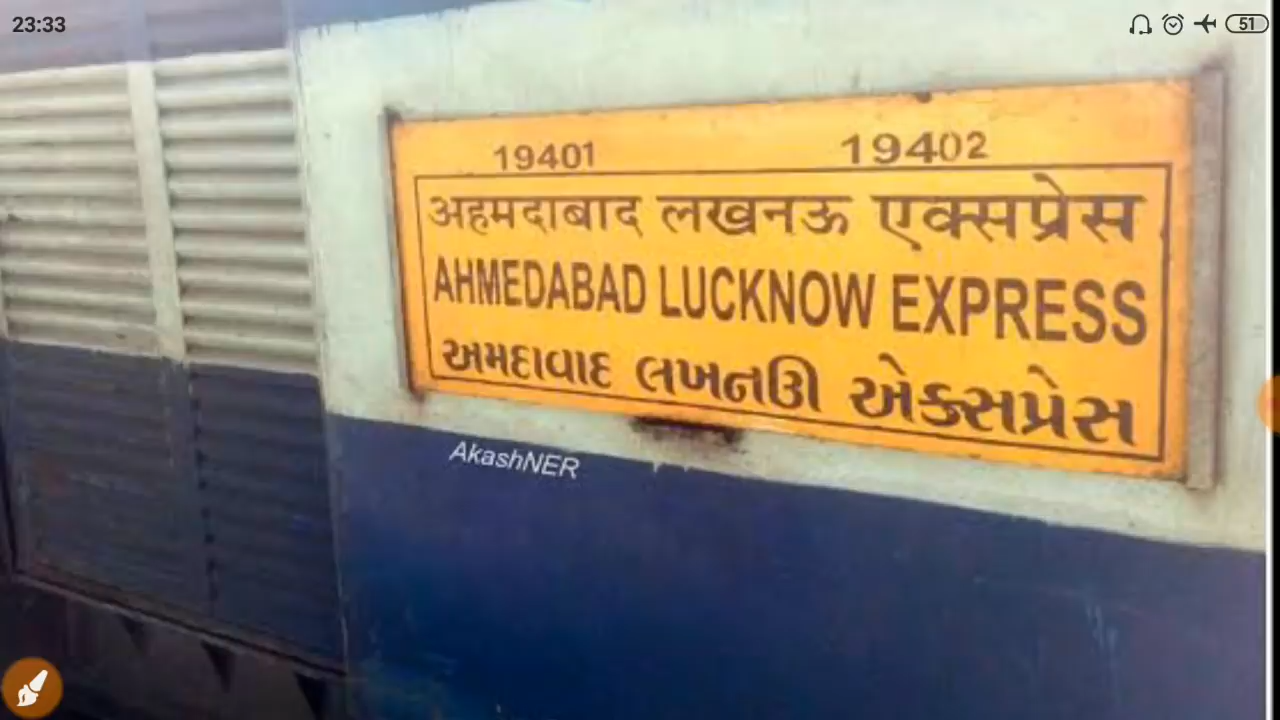 23:33
51
19401 19402
अहमदाबाद लखनऊ एक्सप्रेस
AHMEDABAD LUCKNOW EXPRESS
અમદાવાદ લખનઊ એક્સપ્રેસ
AkashNER